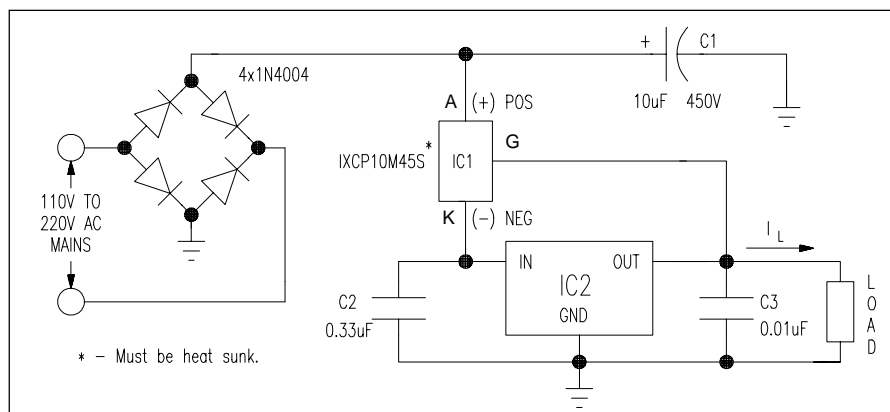 4x1N4004
+ C1
10uF 450V
A (+) POS
G
* IXCP10M45S IC1
K (-) NEG
110V TO
220V AC
MAINS
I L
IN OUT
IC2
GND
C2
0.33uF
C3
0.01uF
LOAD
* - Must be heat sunk.